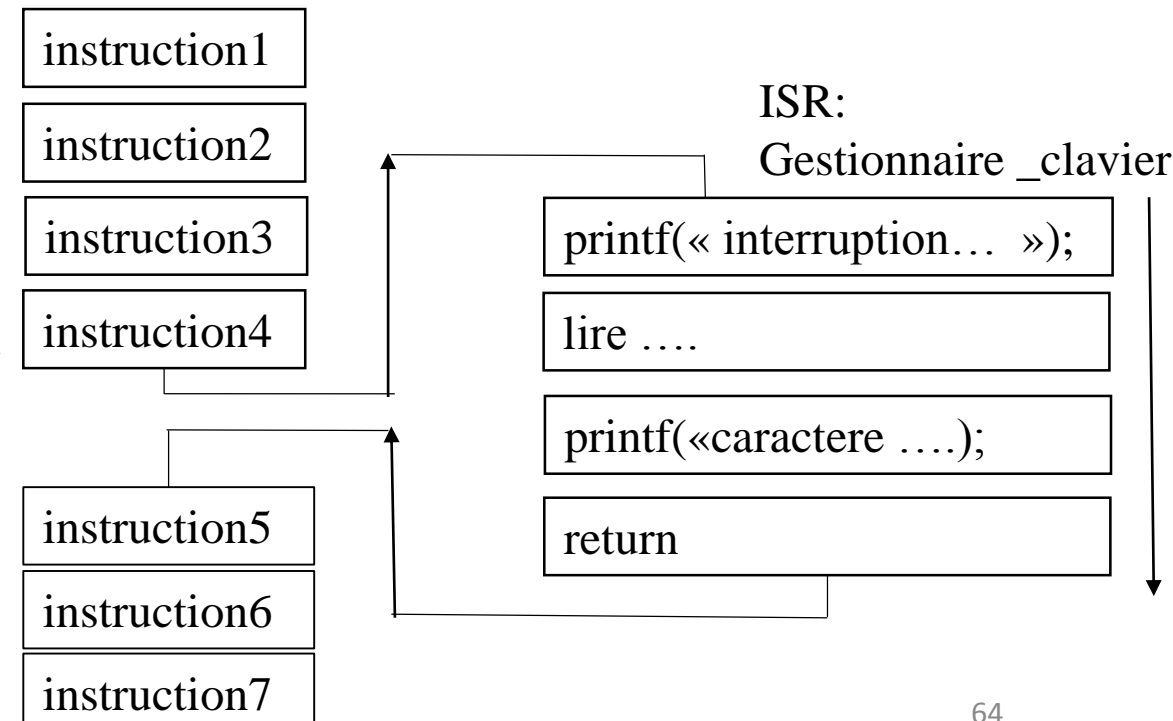 instruction1
instruction2
instruction3
instruction4
instruction5
instruction6
instruction7
ISR:
Gestionnaire _clavier
printf(« interruption… »);
lire ….
printf(«caractere ….);
return
64